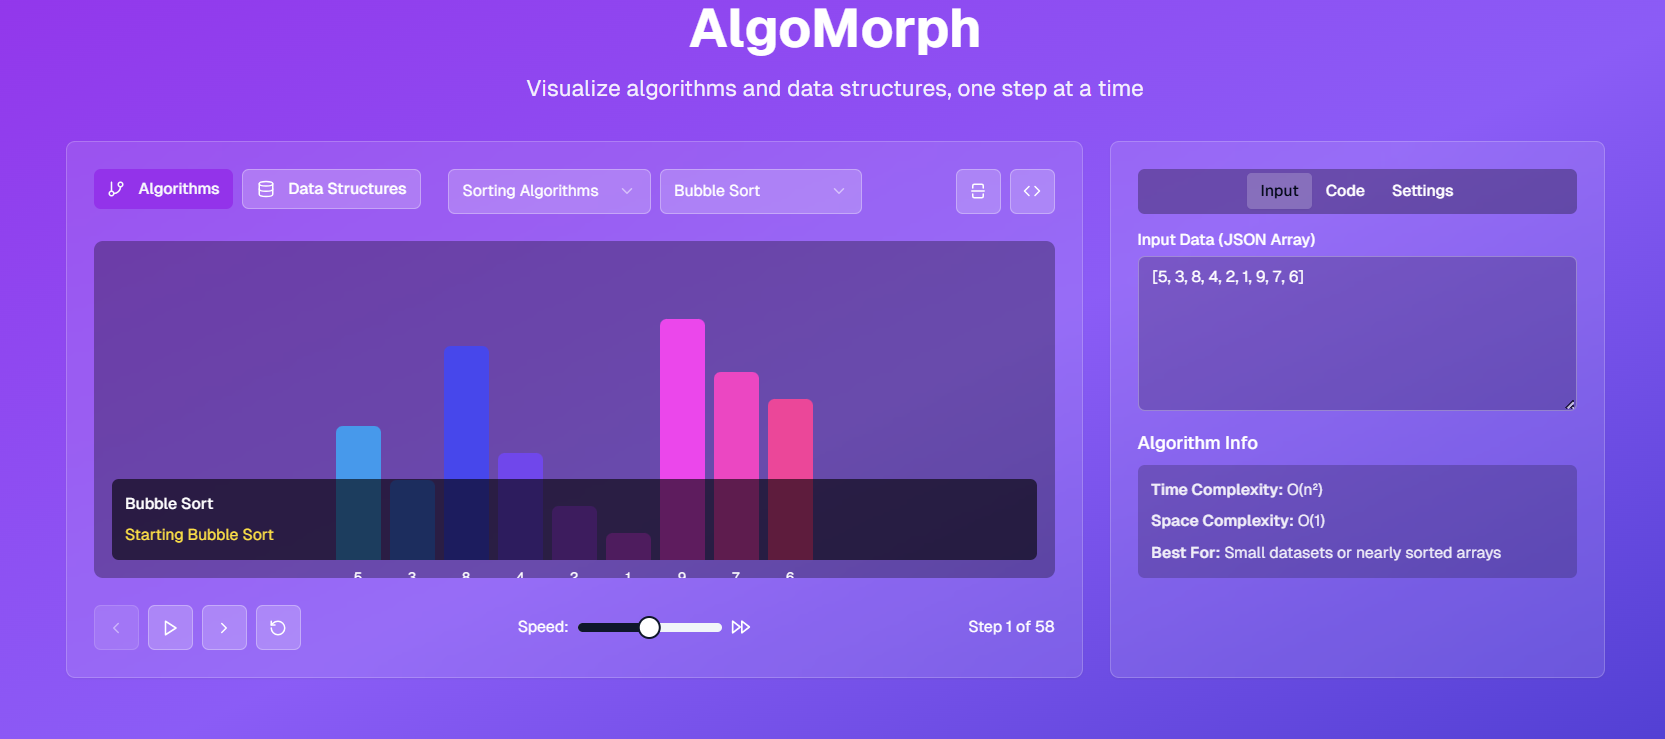 AlgoMorph
Visualize algorithms and data structures, one step at a time
Algorithms
Data Structures
Sorting Algorithms
Bubble Sort
Bubble Sort
Starting Bubble Sort
5 3 8 4 2 1 9 7 6
Speed:
Step 1 of 58
Input Code Settings
Input Data (JSON Array)
[5, 3, 8, 4, 2, 1, 9, 7, 6]
Algorithm Info
Time Complexity: O(n²)
Space Complexity: O(1)
Best For: Small datasets or nearly sorted arrays